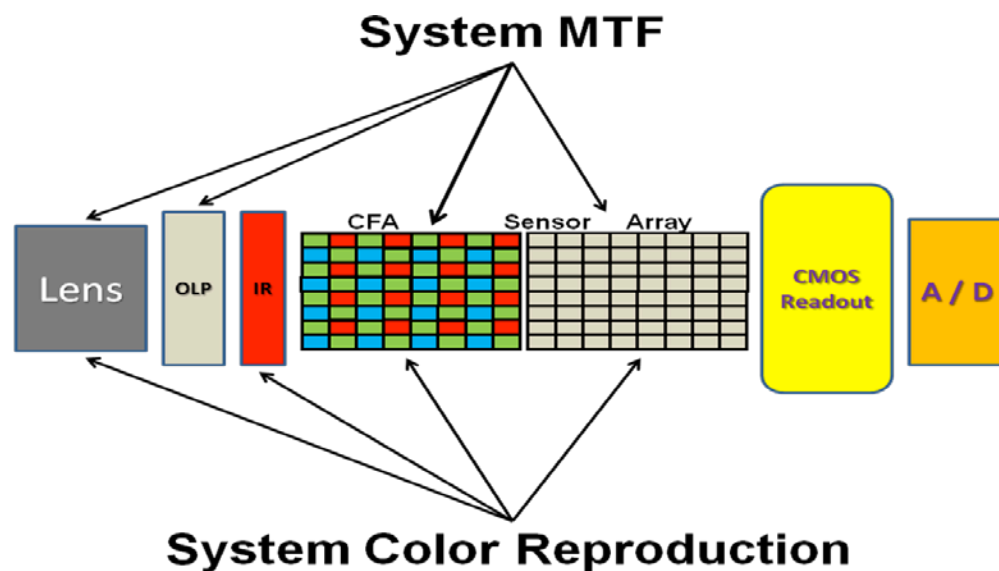 System MTF
CFA Sensor Array
Lens OLP IR CMOS A / D
Readout
System Color Reproduction